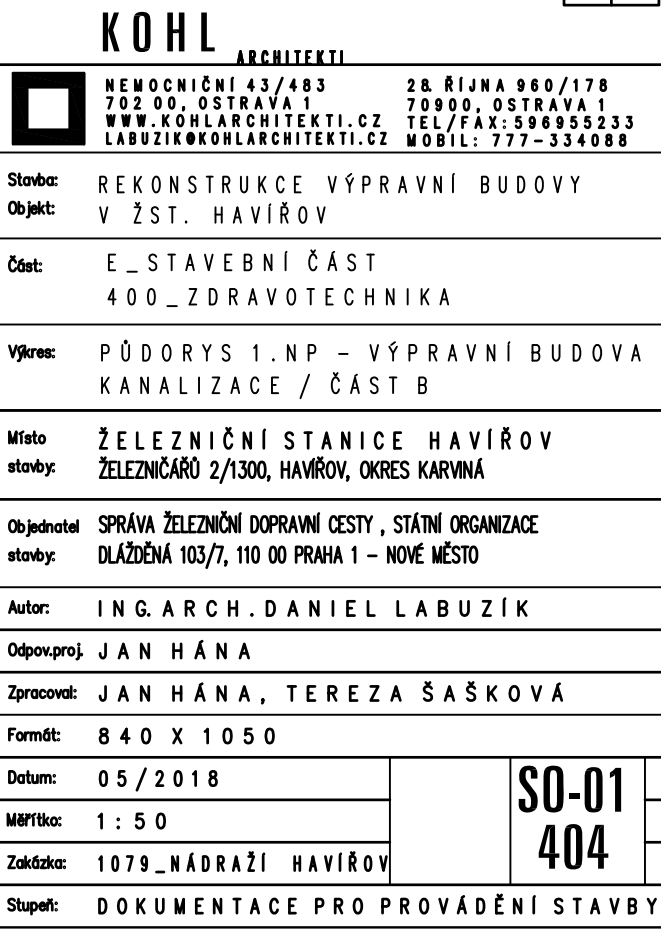 KOHL
ARCHITEKTI
NEMOCNIČNÍ 43/483
702 00, OSTRAVA 1
WWW.KOHLARCHITEKTI.CZ
LABUZIK@KOHLARCHITEKTI.CZ
28. ŘÍJNA 960/178
70900, OSTRAVA 1
TEL/FAX:596955233
MOBIL: 777-334088
Stavba: REKONSTRUKCE VÝPRAVNÍ BUDOVY
Objekt: V ŽST. HAVÍŘOV
Část: E_STAVEBNÍ ČÁST
400_ZDRAVOTECHNIKA
Výkres: PŮDORYS 1.NP – VÝPRAVNÍ BUDOVA
KANALIZACE / ČÁST B
Místo ŽELEZNIČNÍ STANICE HAVÍŘOV
stavby: ŽELEZNIČÁŘŮ 2/1300, HAVÍŘOV, OKRES KARVINÁ
Objednatel SPRÁVA ŽELEZNIČNÍ DOPRAVNÍ CESTY , STÁTNÍ ORGANIZACE
stavby: DLÁŽDĚNÁ 103/7, 110 00 PRAHA 1 – NOVÉ MĚSTO
Autor: ING.ARCH.DANIEL LABUZÍK
Odpov.proj. JAN HÁNA
Zpracoval: JAN HÁNA, TEREZA ŠAŠKOVÁ
Formát: 840 X 1050
Datum: 05/2018
Měřítko: 1:50
Zakázka: 1079_NÁDRAŽÍ HAVÍŘOV
SO-01
404
Stupeň: DOKUMENTACE PRO PROVÁDĚNÍ STAVBY